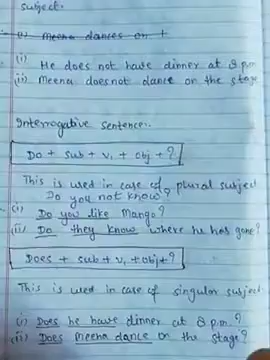 subject.
(i) Meena dances on t
(i) He does not have dinner at 8 p.m
(ii) Meena does not dance on the stage
Interrogative Sentence:.
Do + sub + V₁ + obj + ?
This is used in case of plural subject
Do you not know?
(i) Do you like Mango?
(ii) Do they know where he has gone?
Does + sub + V₁ + obj + ?
This is used in case of singular subject
(i) Does he have dinner at 8 p.m.?
(ii) Does Meena dance on the stage?